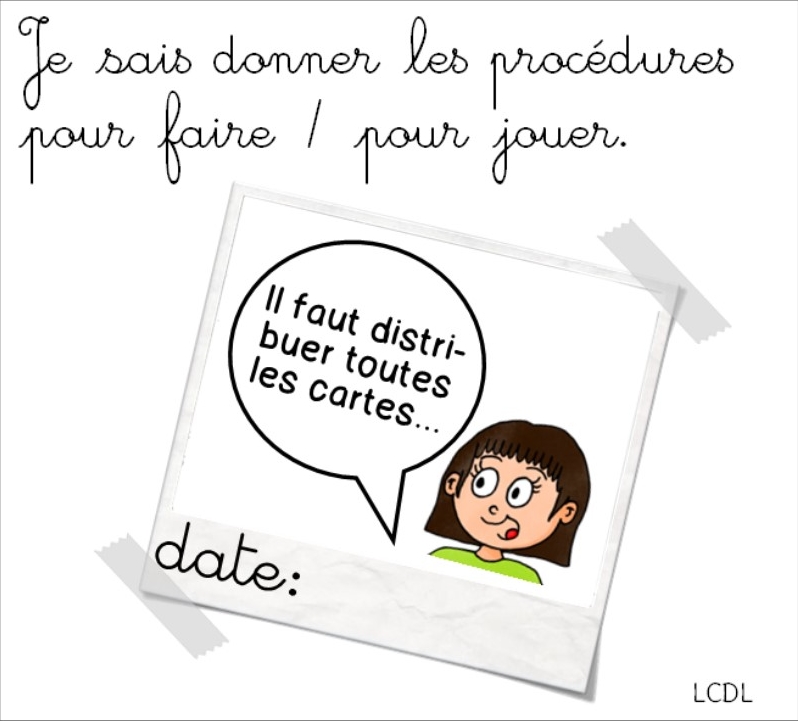 Je sais donner les procédures
pour faire / pour jouer.
Il faut distri-
buer toutes
les cartes...
date:
LCDL